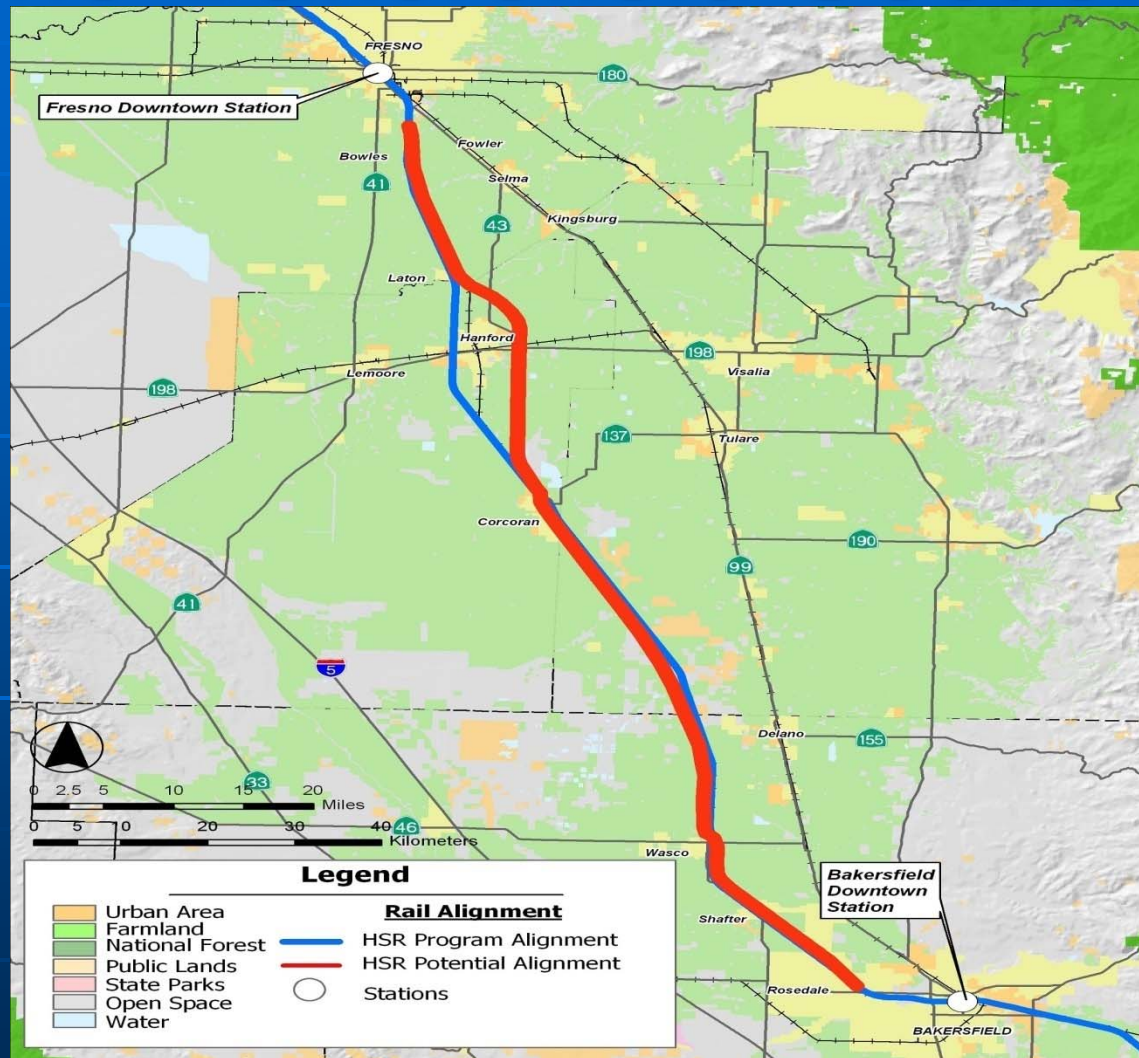 FRESNO
180
Fresno Downtown Station
Fowler
Bowles
41
Selma
43
Kingsburg
Laton
Hanford
198
Visalia
Lemoore
198
137
Tulare
Corcoran
190
99
41
5
Delano
155
33
0 2.5 5 10 15 20
Miles
0 5 10 20 30 40
Kilometers
46
Wasco
Legend
Urban Area
Farmland
National Forest
Public Lands
State Parks
Open Space
Water
Rail Alignment
HSR Program Alignment
HSR Potential Alignment
Stations
Bakersfield
Downtown
Station
Shafter
Rosedale
BAKERSFIELD